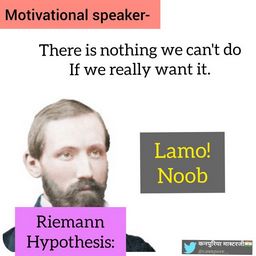 Motivational speaker-
There is nothing we can't do
If we really want it.
Lamo!
Noob
Riemann
Hypothesis:
कनपुरिया मास्टरजी